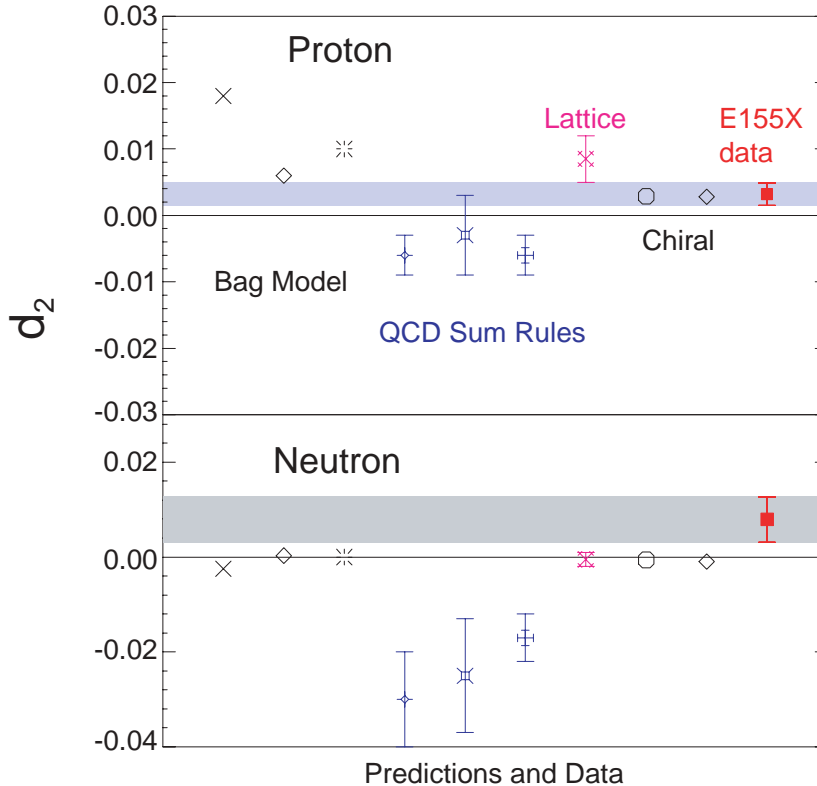 0.03
Proton
0.02
Lattice
E155X
data
0.01
0.00
Chiral
Bag Model
-0.01
d2
QCD Sum Rules
-0.02
-0.03
Neutron
0.02
0.00
-0.02
-0.04
Predictions and Data